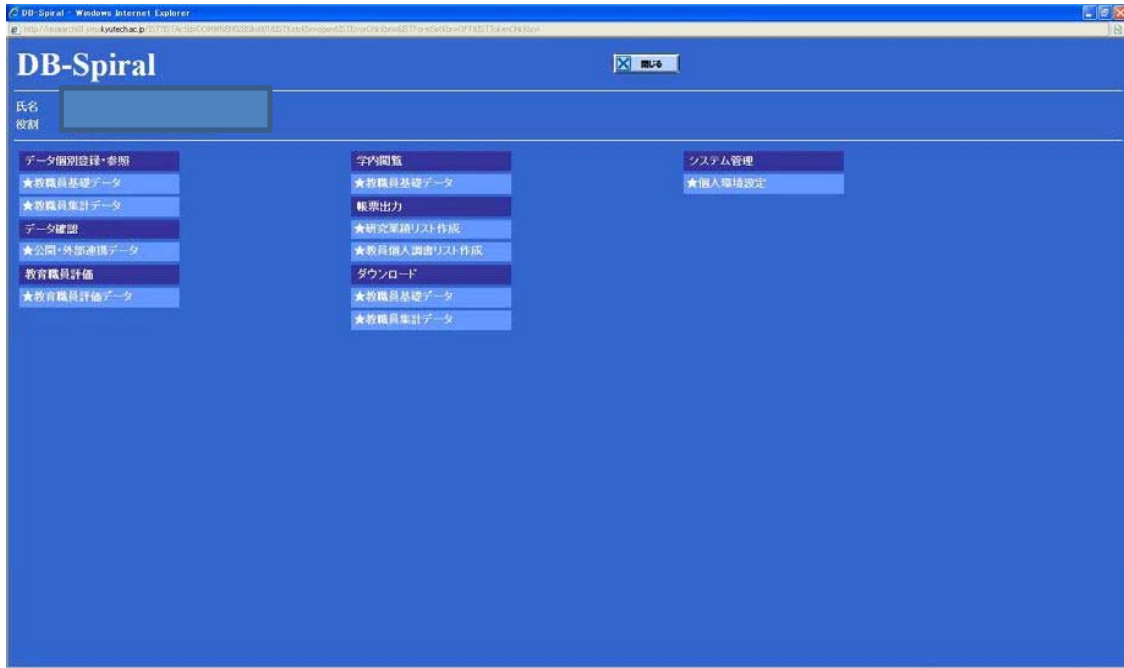 DB-Spiral - Windows Internet Explorer
kyutech.ac.jp
DB-Spiral
閉じる
氏名
役割
データ個別登録・参照
★教職員基礎データ
★教職員集計データ
データ確認
★公開・外部連携データ
教育職員評価
★教育職員評価データ
学内閲覧
★教職員基礎データ
帳票出力
★研究業績リスト作成
★教員個人調書リスト作成
ダウンロード
★教職員基礎データ
★教職員集計データ
システム管理
★個人環境設定